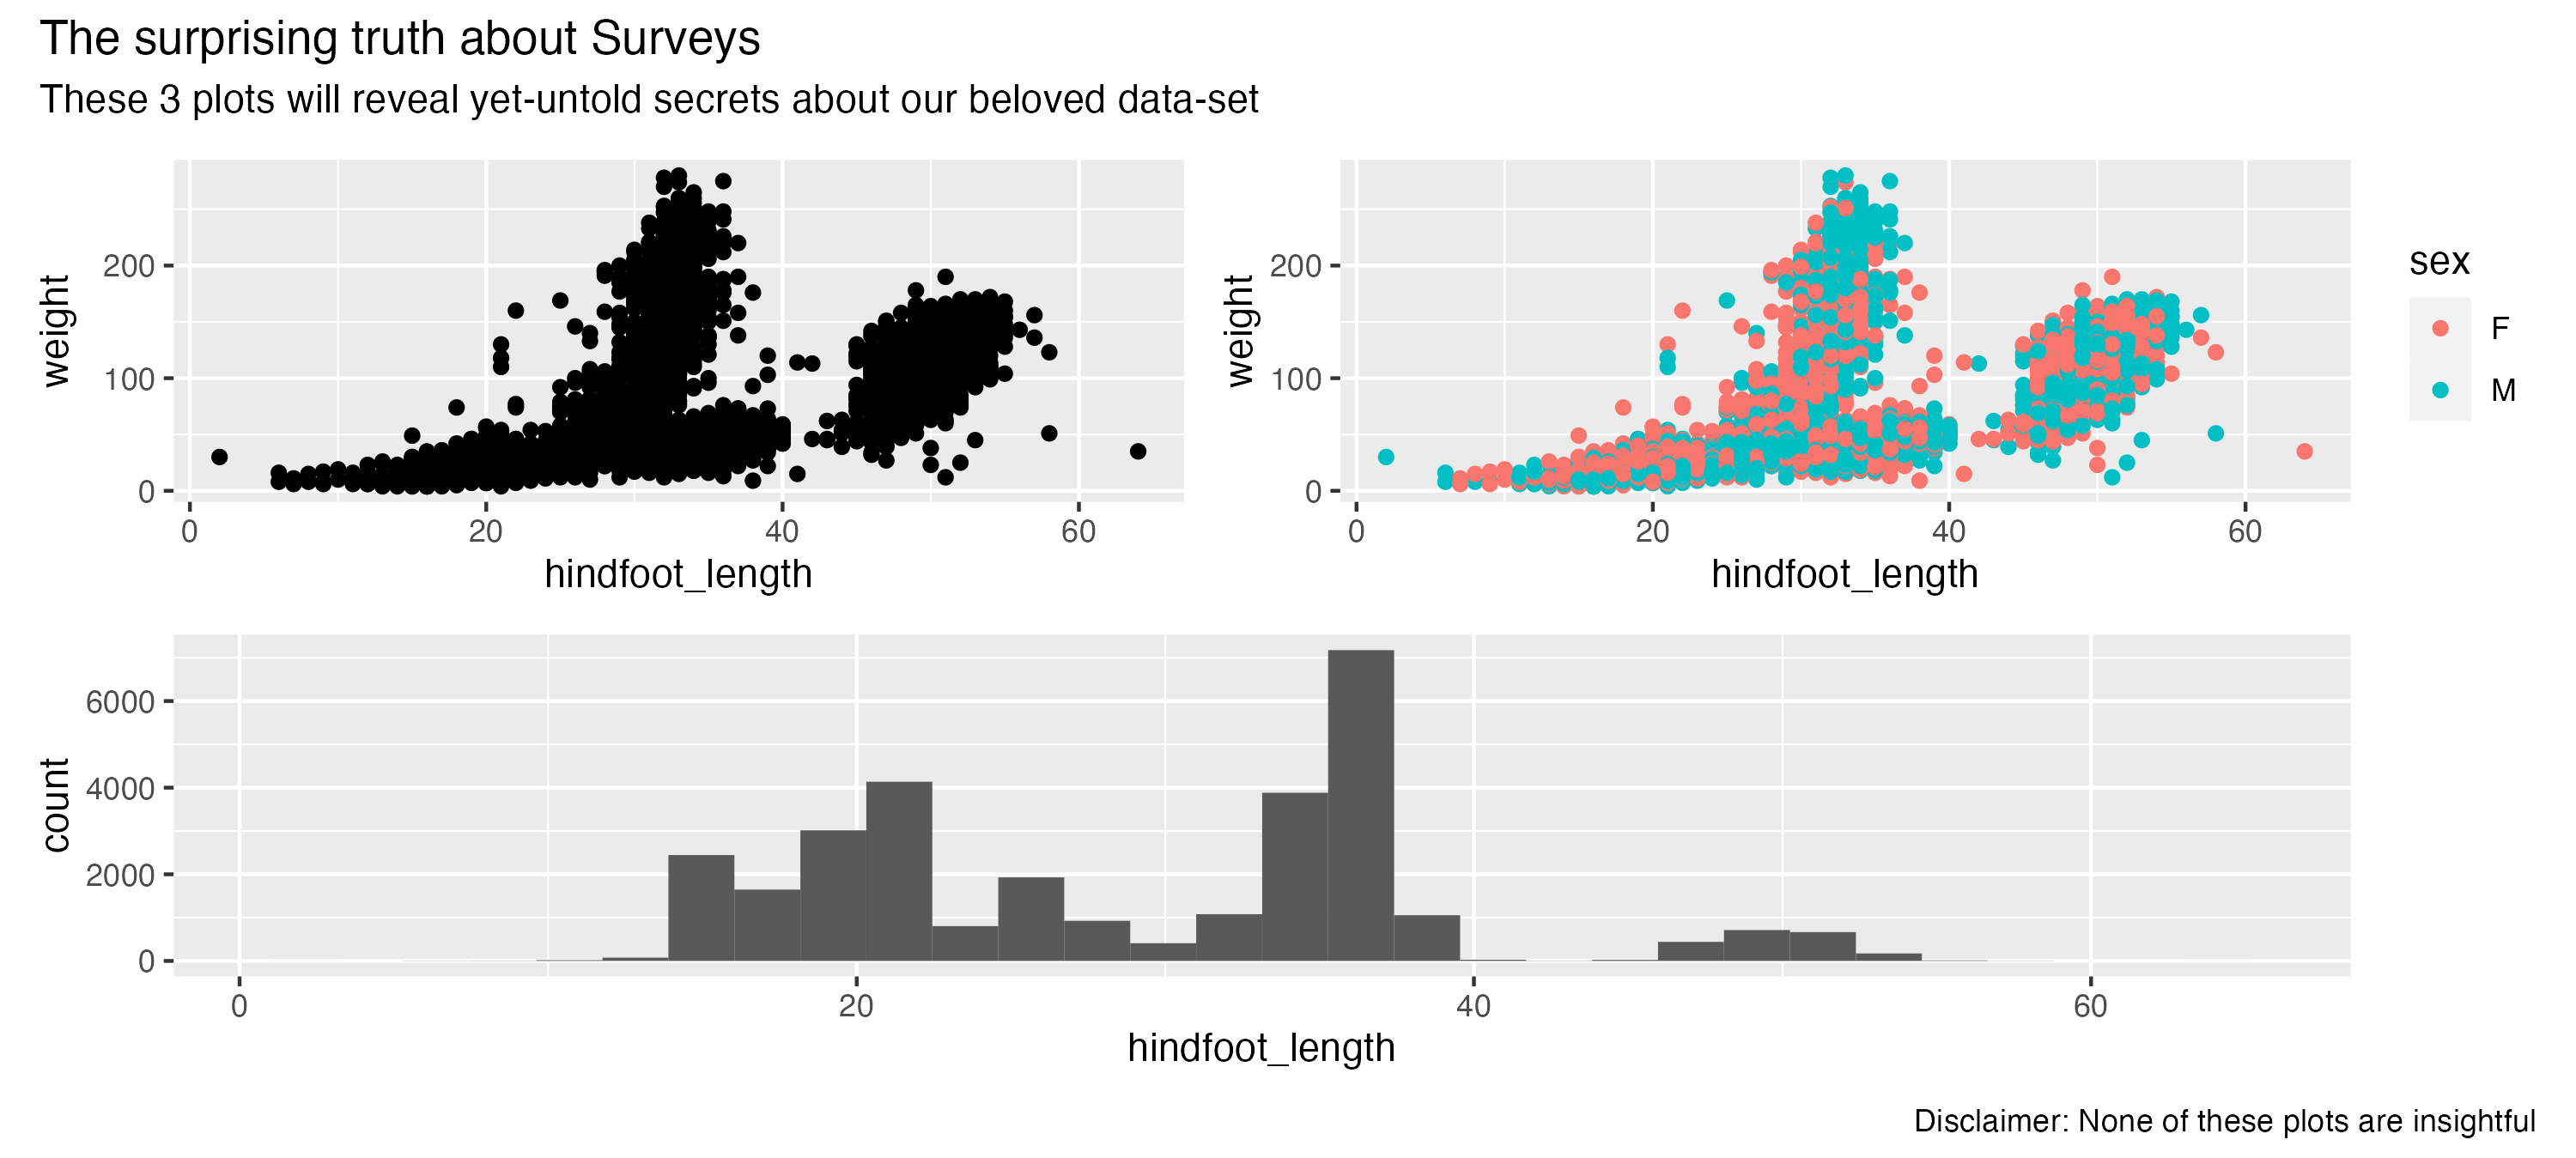 The surprising truth about Surveys
These 3 plots will reveal yet-untold secrets about our beloved data-set
weight
200
100
0
0 20 40 60
hindfoot_length
weight
200
100
0
0 20 40 60
hindfoot_length
sex
F
M
count
6000
4000
2000
0
0 20 40 60
hindfoot_length
Disclaimer: None of these plots are insightful